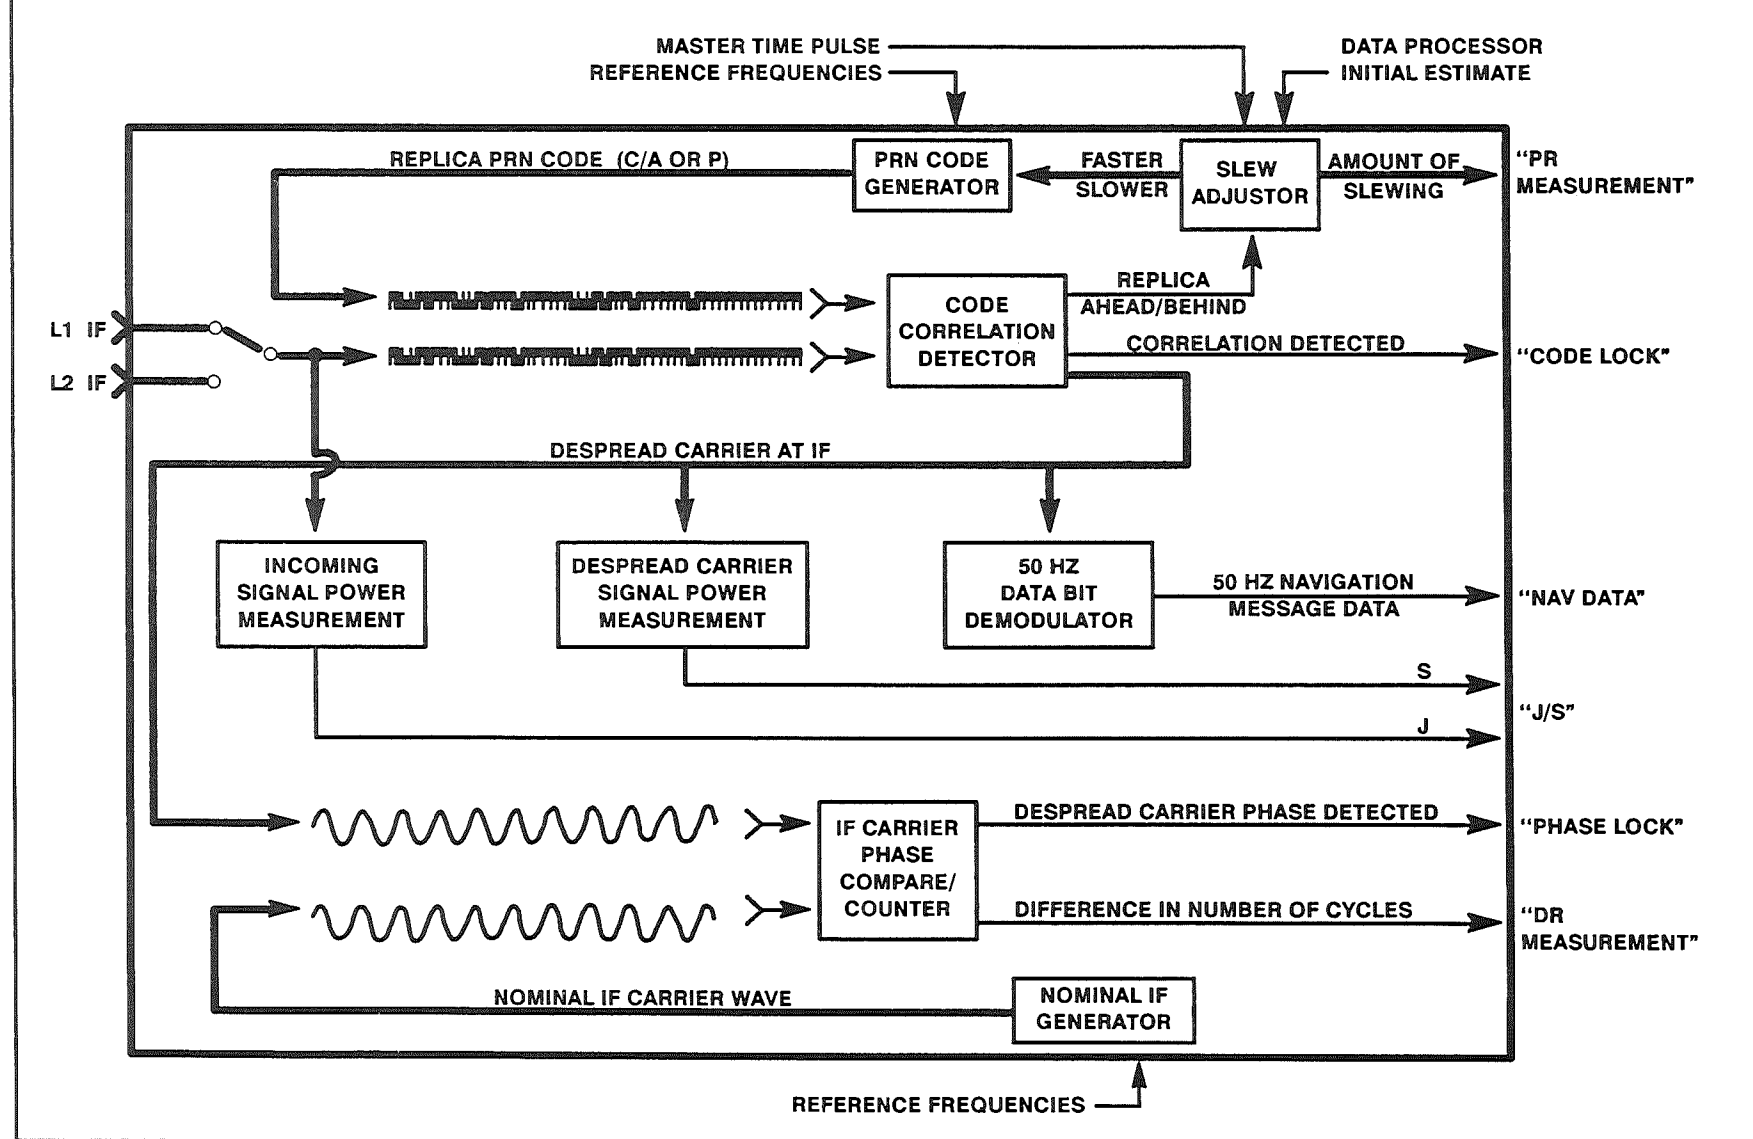 MASTER TIME PULSE
REFERENCE FREQUENCIES
DATA PROCESSOR
INITIAL ESTIMATE
REPLICA PRN CODE (C/A OR P)
PRN CODE
GENERATOR
FASTER
SLOWER
SLEW
ADJUSTOR
AMOUNT OF
SLEWING
“PR
MEASUREMENT”
L1 IF
L2 IF
CODE
CORRELATION
DETECTOR
REPLICA
AHEAD/BEHIND
CORRELATION DETECTED
“CODE LOCK”
DESPREAD CARRIER AT IF
INCOMING
SIGNAL POWER
MEASUREMENT
DESPREAD CARRIER
SIGNAL POWER
MEASUREMENT
50 HZ
DATA BIT
DEMODULATOR
50 HZ NAVIGATION
MESSAGE DATA
“NAV DATA”
S
“J/S”
J
IF CARRIER
PHASE
COMPARE/
COUNTER
DESPREAD CARRIER PHASE DETECTED
“PHASE LOCK”
DIFFERENCE IN NUMBER OF CYCLES
“DR
MEASUREMENT”
NOMINAL IF CARRIER WAVE
NOMINAL IF
GENERATOR
REFERENCE FREQUENCIES